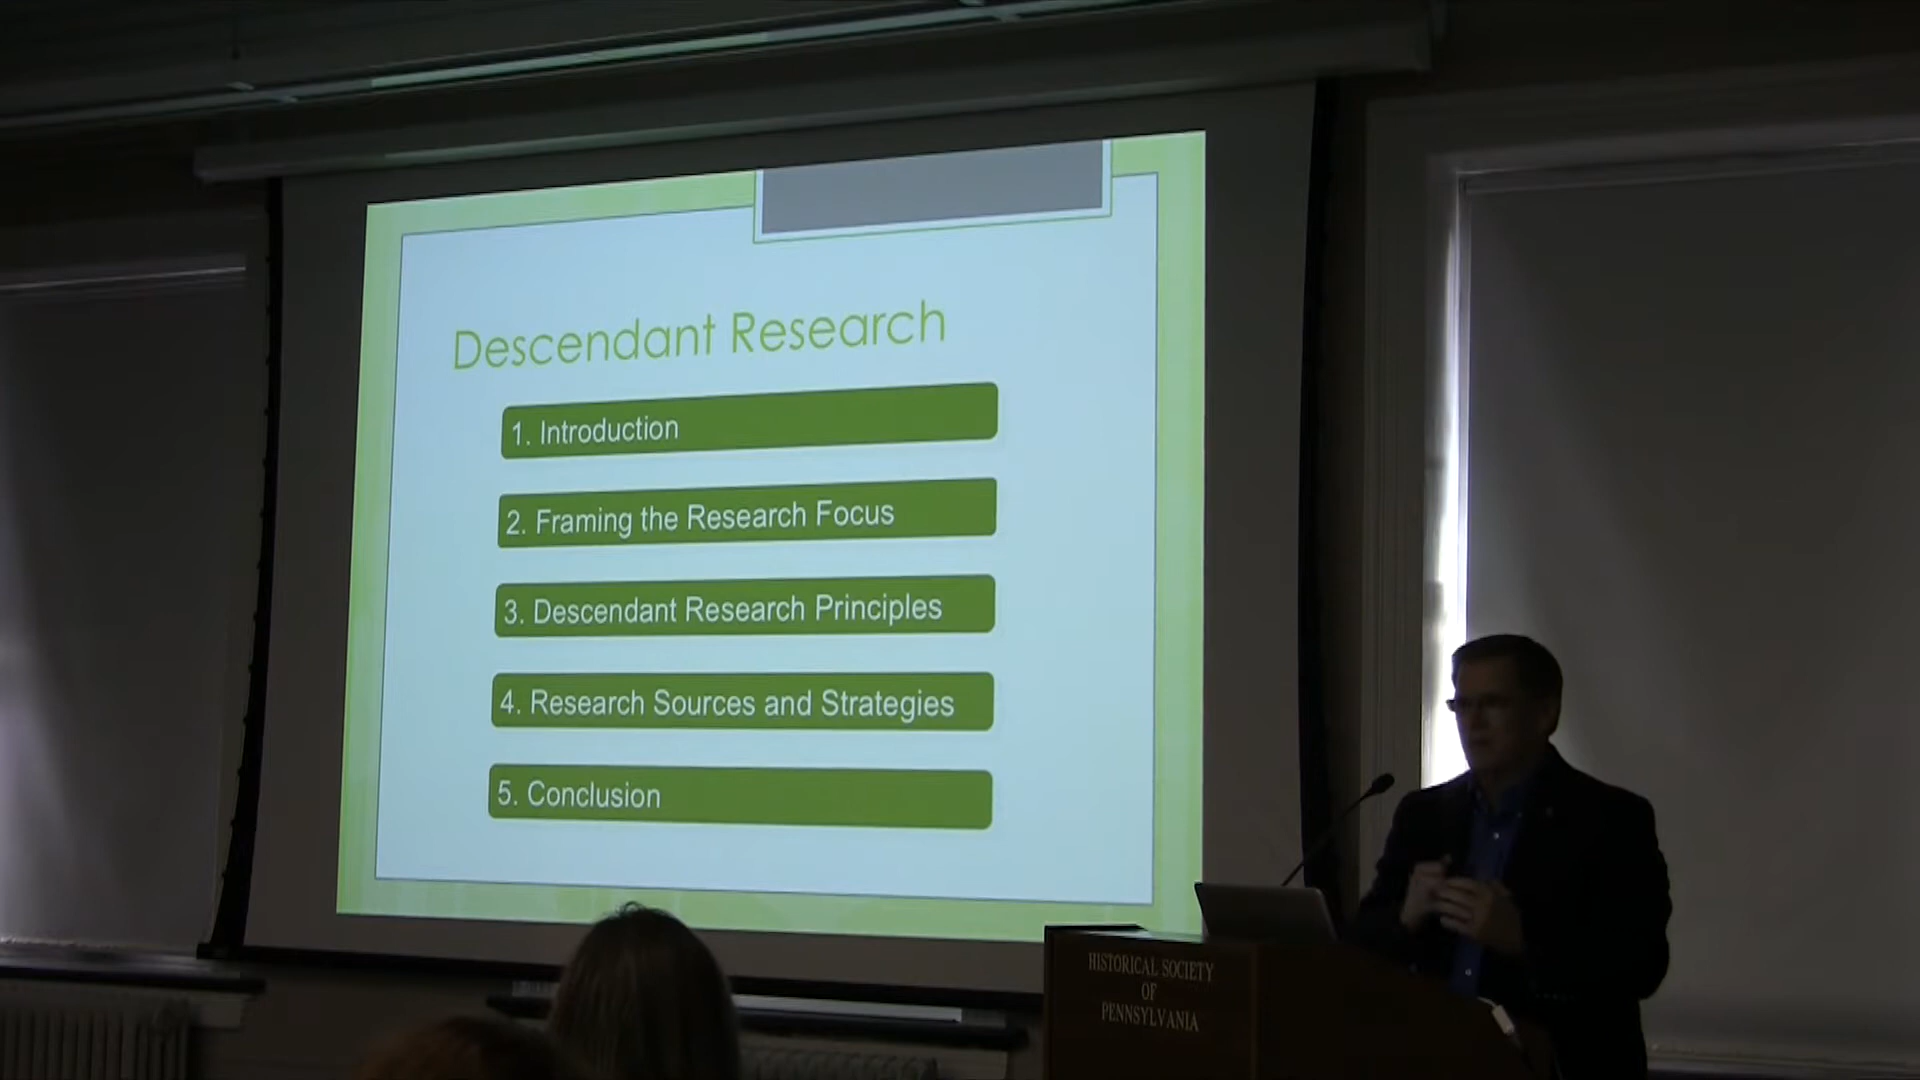 Descendant Research
1. Introduction
2. Framing the Research Focus
3. Descendant Research Principles
4. Research Sources and Strategies
5. Conclusion
HISTORICAL SOCIETY
OF
PENNSYLVANIA